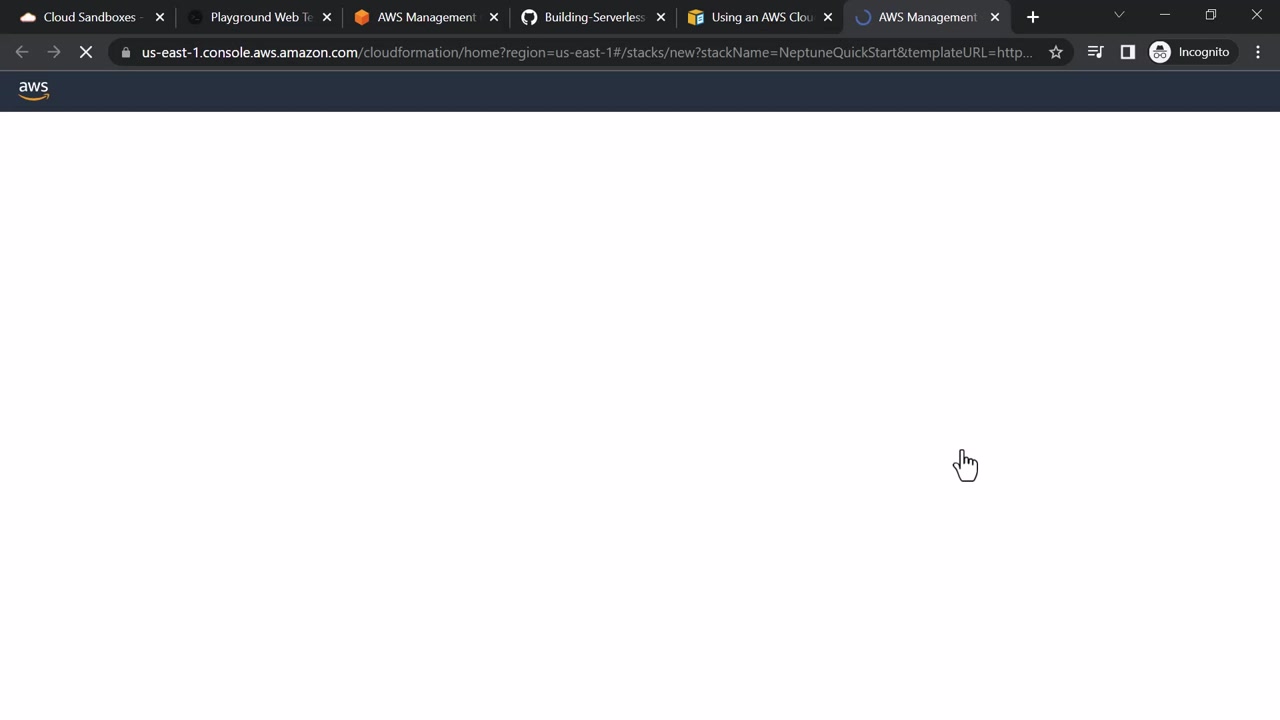 Cloud Sandboxes -
Playground Web Te
AWS Management
Building-Serverless
Using an AWS Clou
AWS Management
us-east-1.console.aws.amazon.com/cloudformation/home?region=us-east-1#/stacks/new?stackName=NeptuneQuickStart&templateURL=http...
Incognito
aws